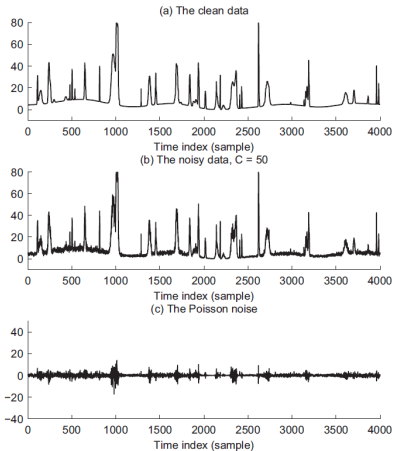 (a) The clean data
80
60
40
20
0
0 500 1000 1500 2000 2500 3000 3500 4000
Time index (sample)
(b) The noisy data, C = 50
80
60
40
20
0
0 500 1000 1500 2000 2500 3000 3500 4000
Time index (sample)
(c) The Poisson noise
40
20
0
−20
−40
0 500 1000 1500 2000 2500 3000 3500 4000
Time index (sample)